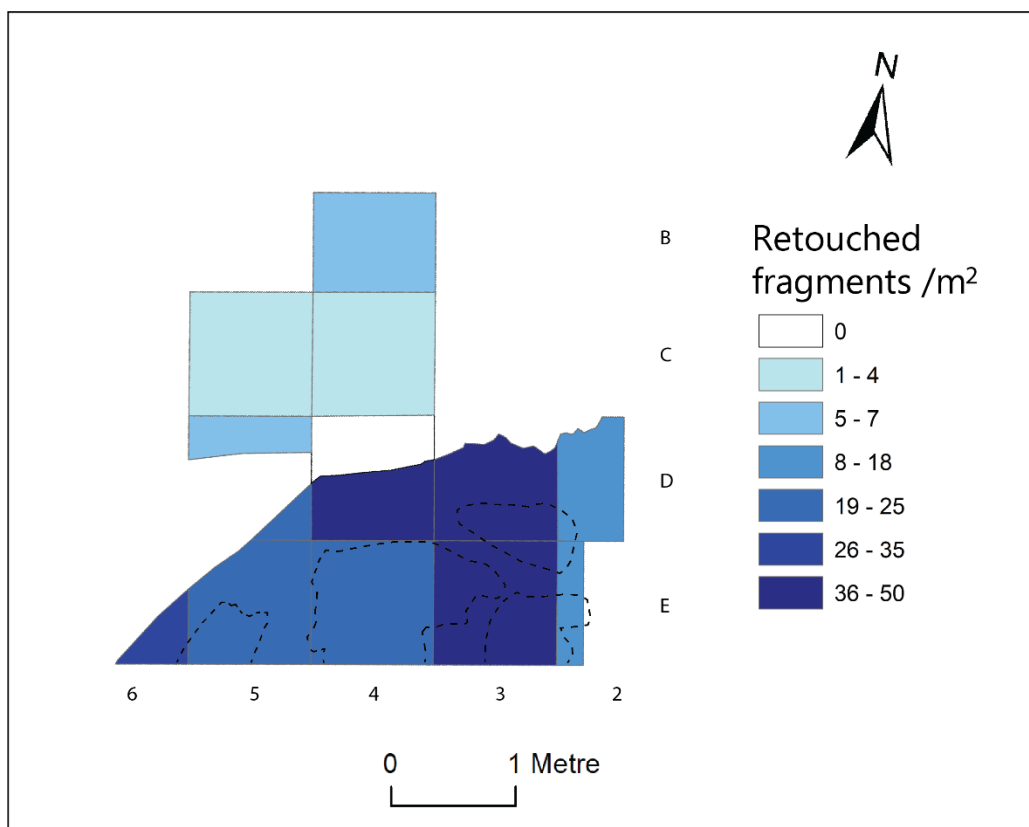 N
B
C
D
E
6 5 4 3 2
Retouched
fragments /m²
0
1 - 4
5 - 7
8 - 18
19 - 25
26 - 35
36 - 50
0 1 Metre